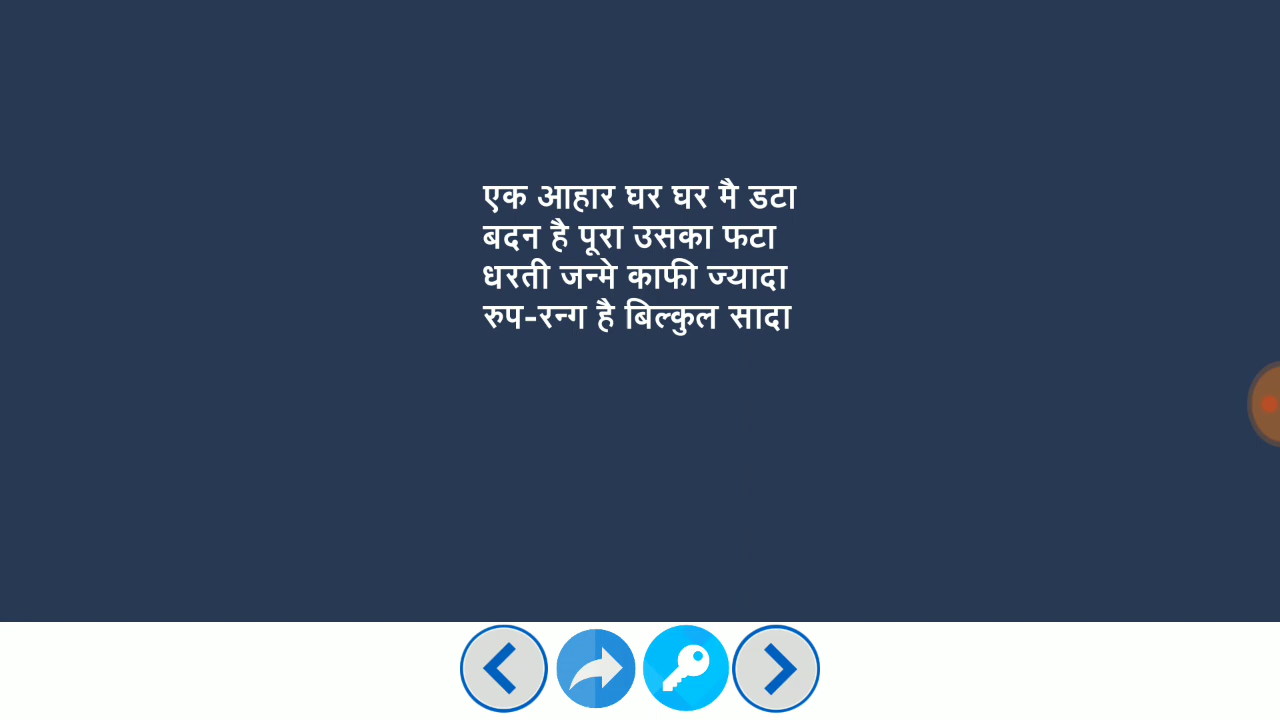 एक आहार घर घर मै डटा
बदन है पूरा उसका फटा
धरती जन्मे काफी ज्यादा
रुप-रन्ग है बिल्कुल सादा